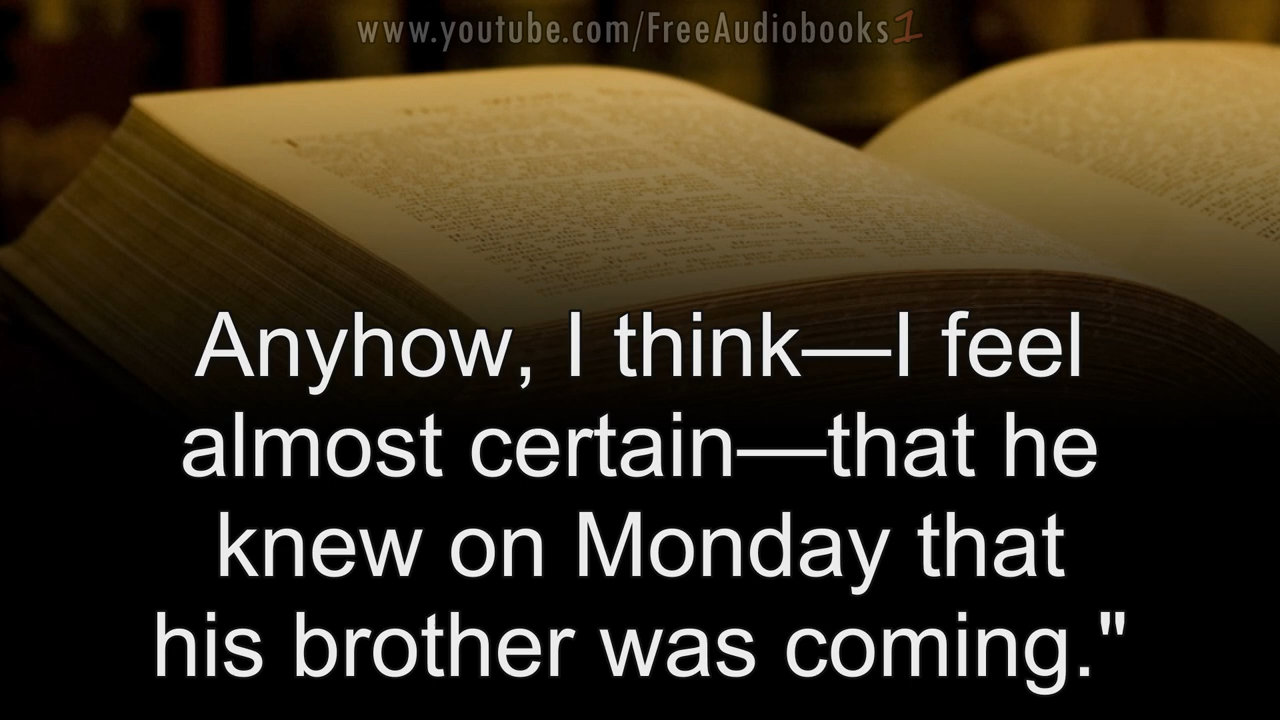 www.youtube.com/FreeAudiobooks1
Anyhow, I think—I feel
almost certain—that he
knew on Monday that
his brother was coming."